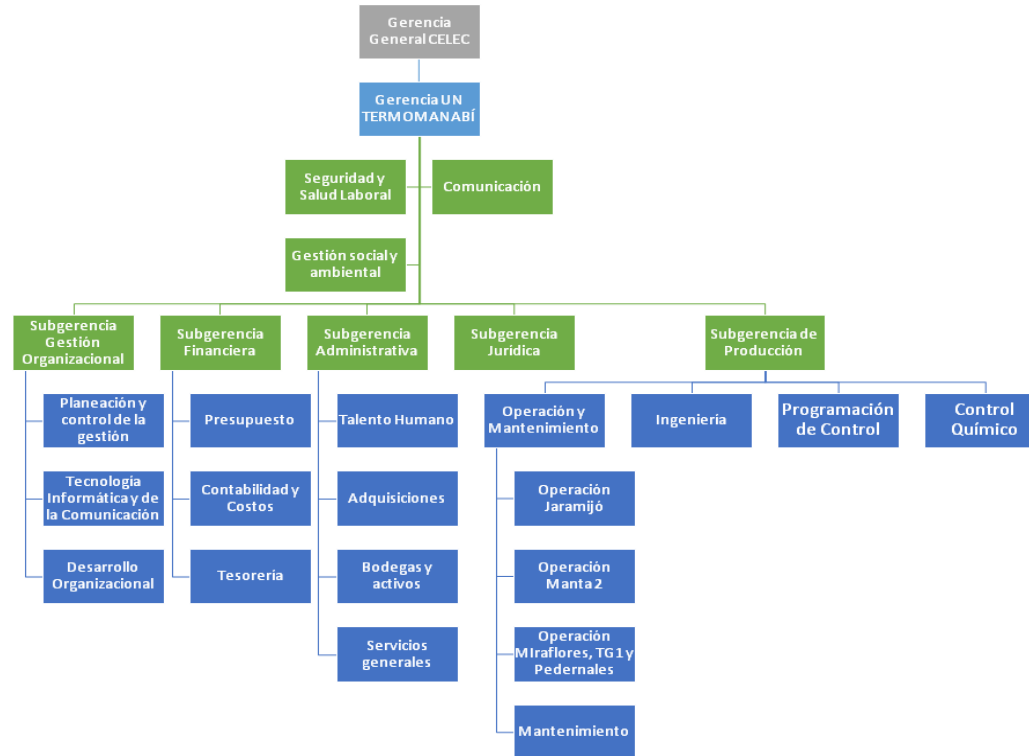 Gerencia
General CELEC
Gerencia UN
TERMOMANABÍ
Seguridad y
Salud Laboral
Comunicación
Gestión social y
ambiental
Subgerencia
Gestión
Organizacional
Subgerencia
Financiera
Subgerencia
Administrativa
Subgerencia
Jurídica
Subgerencia de
Producción
Planeación y
control de la
gestión
Presupuesto
Talento Humano
Operación y
Mantenimiento
Ingeniería
Programación
de Control
Control
Químico
Tecnología
Informática y de
la Comunicación
Contabilidad y
Costos
Adquisiciones
Operación
Jaramijó
Desarrollo
Organizacional
Tesorería
Bodegas y
activos
Operación
Manta 2
Servicios
generales
Operación
MIraflores, TG1 y
Pedernales
Mantenimiento